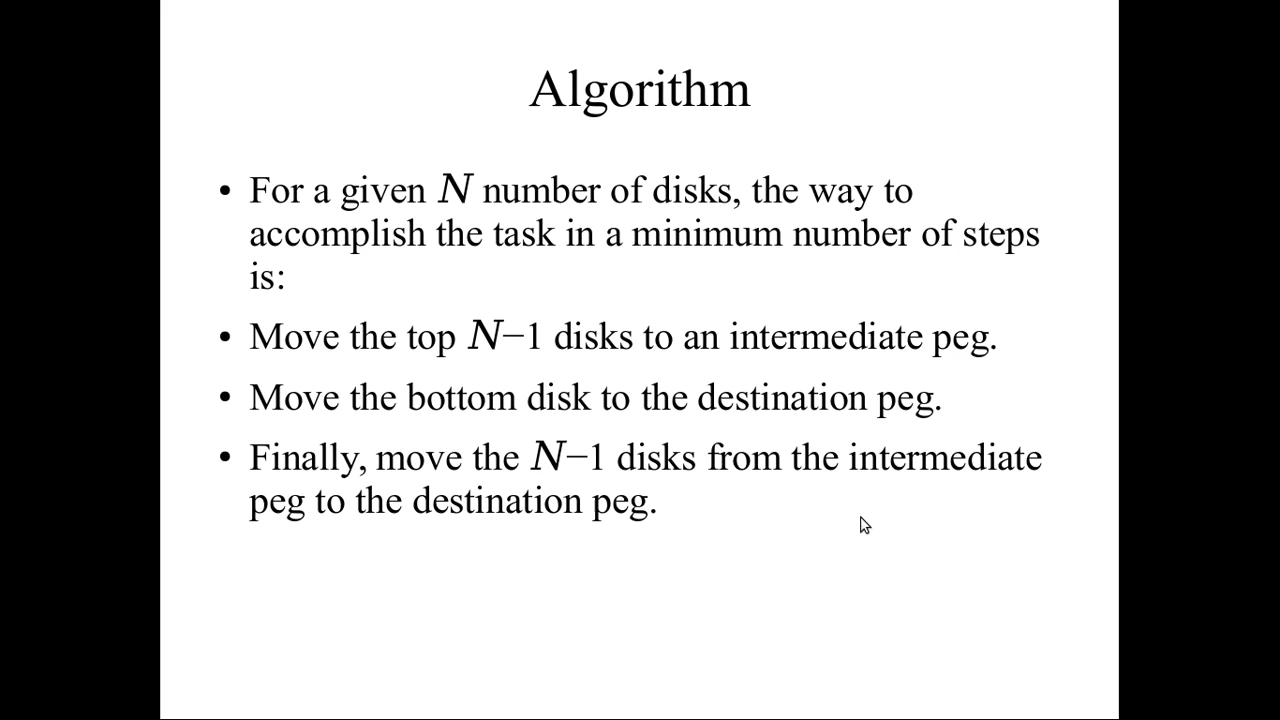 Algorithm
• For a given N number of disks, the way to
accomplish the task in a minimum number of steps
is:
• Move the top N−1 disks to an intermediate peg.
• Move the bottom disk to the destination peg.
• Finally, move the N−1 disks from the intermediate
peg to the destination peg.